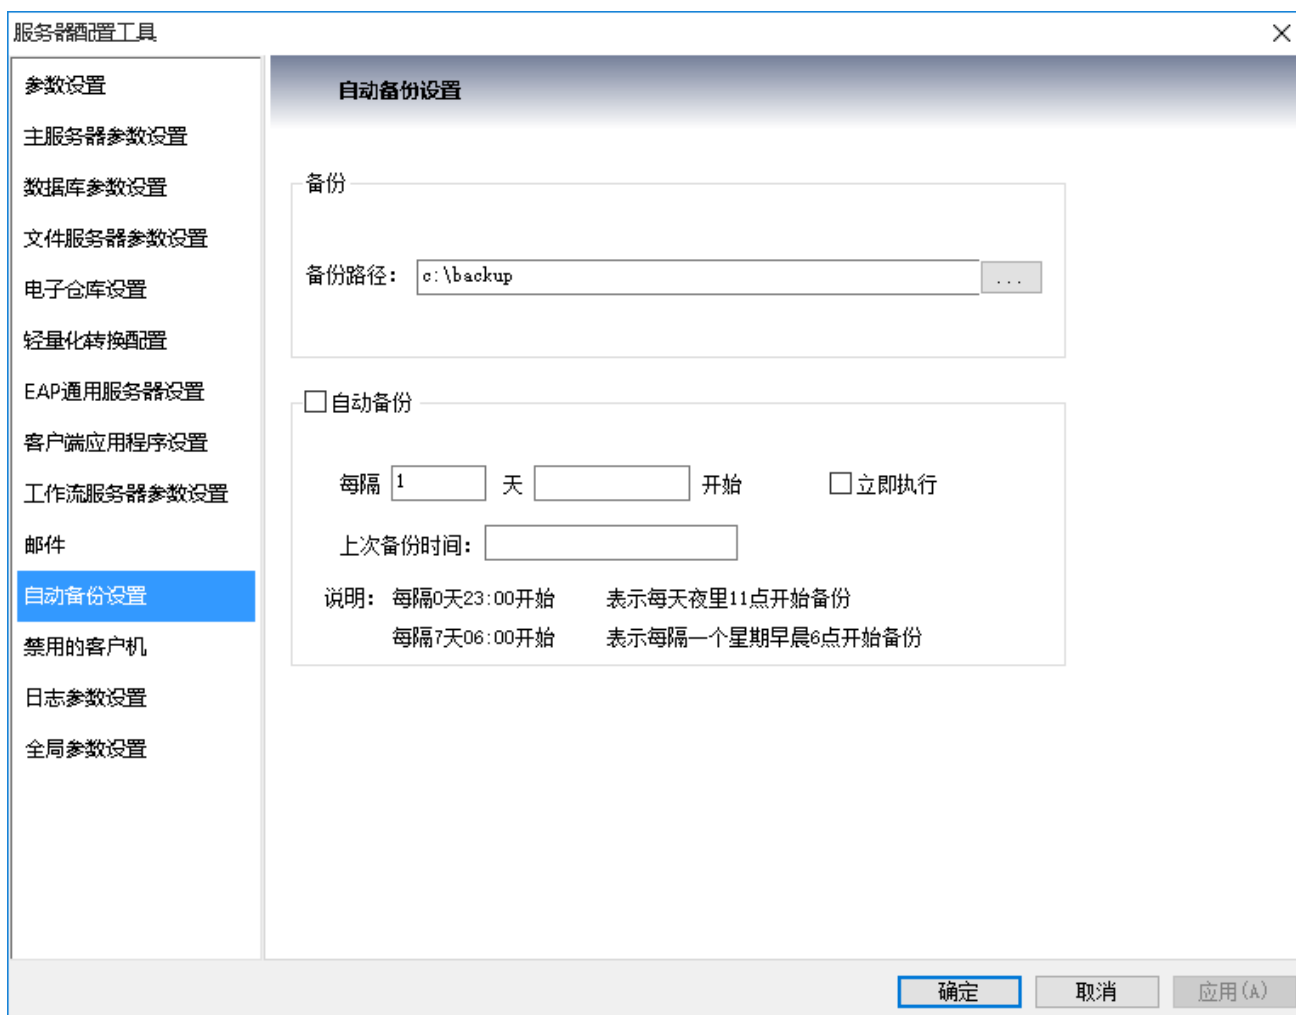 服务器配置工具
参数设置
主服务器参数设置
数据库参数设置
文件服务器参数设置
电子仓库设置
轻量化转换配置
EAP通用服务器设置
客户端应用程序设置
工作流服务器参数设置
邮件
自动备份设置
禁用的客户机
日志参数设置
全局参数设置
自动备份设置
备份
备份路径： c:\backup ...
自动备份
每隔 1 天 开始 立即执行
上次备份时间：
说明： 每隔0天23:00开始 表示每天夜里11点开始备份
每隔7天06:00开始 表示每隔一个星期早晨6点开始备份
确定 取消 应用(A)